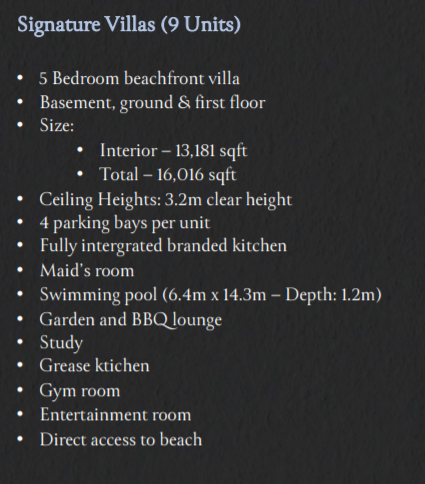 Signature Villas (9 Units)
• 5 Bedroom beachfront villa
• Basement, ground & first floor
• Size:
• Interior – 13,181 sqft
• Total – 16,016 sqft
• Ceiling Heights: 3.2m clear height
• 4 parking bays per unit
• Fully intergrated branded kitchen
• Maid's room
• Swimming pool (6.4m x 14.3m – Depth: 1.2m)
• Garden and BBQ lounge
• Study
• Grease ktichen
• Gym room
• Entertainment room
• Direct access to beach